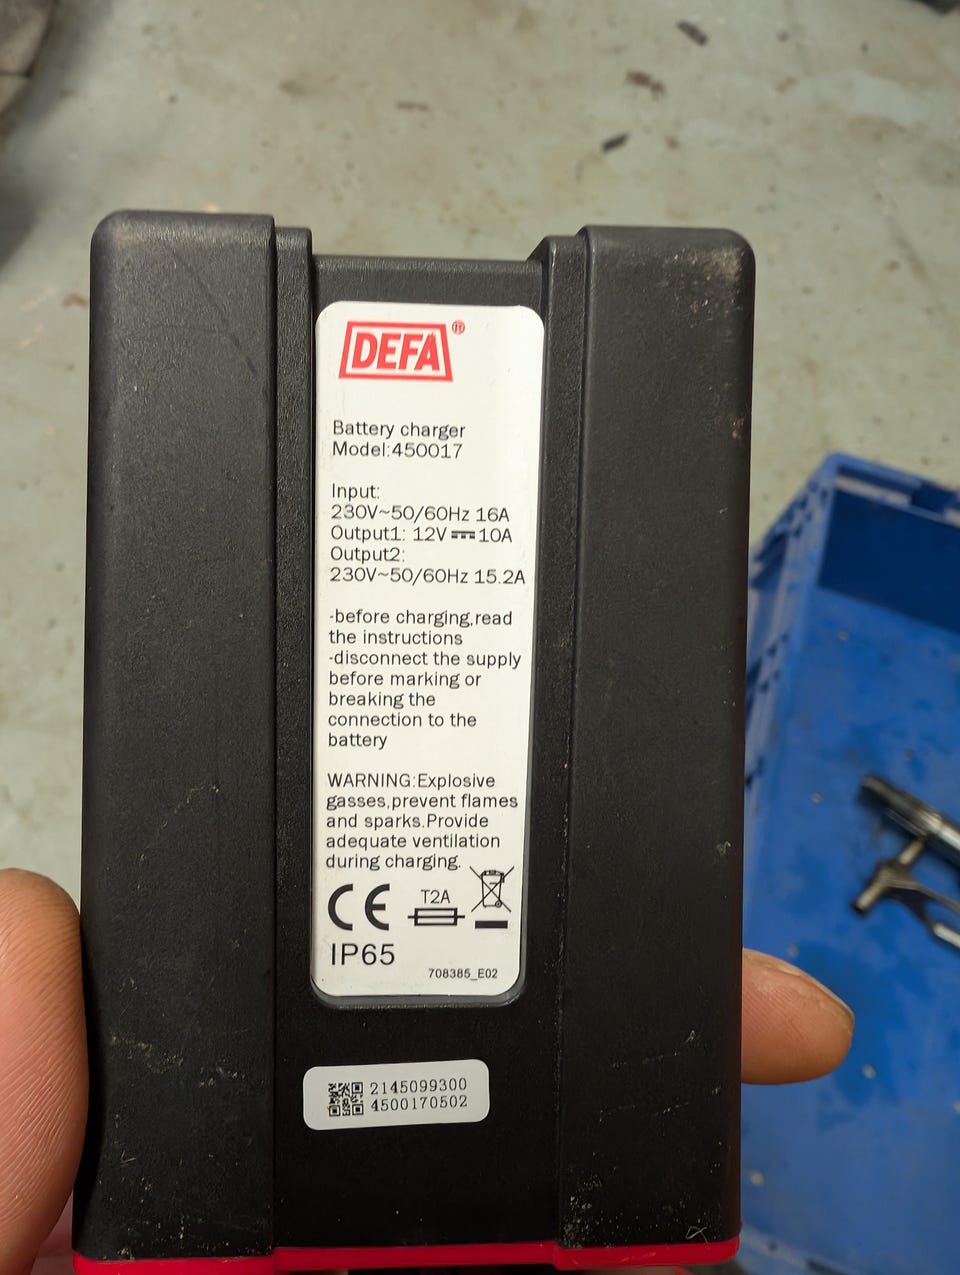 DEFA®
Battery charger
Model:450017
Input:
230V~50/60Hz 16A
Output1: 12V⎓10A
Output2:
230V~50/60Hz 15.2A
-before charging,read
the instructions
-disconnect the supply
before marking or
breaking the
connection to the
battery
WARNING:Explosive
gasses,prevent flames
and sparks.Provide
adequate ventilation
during charging.
CE T2A
IP65
708385_E02
2145099300
4500170502